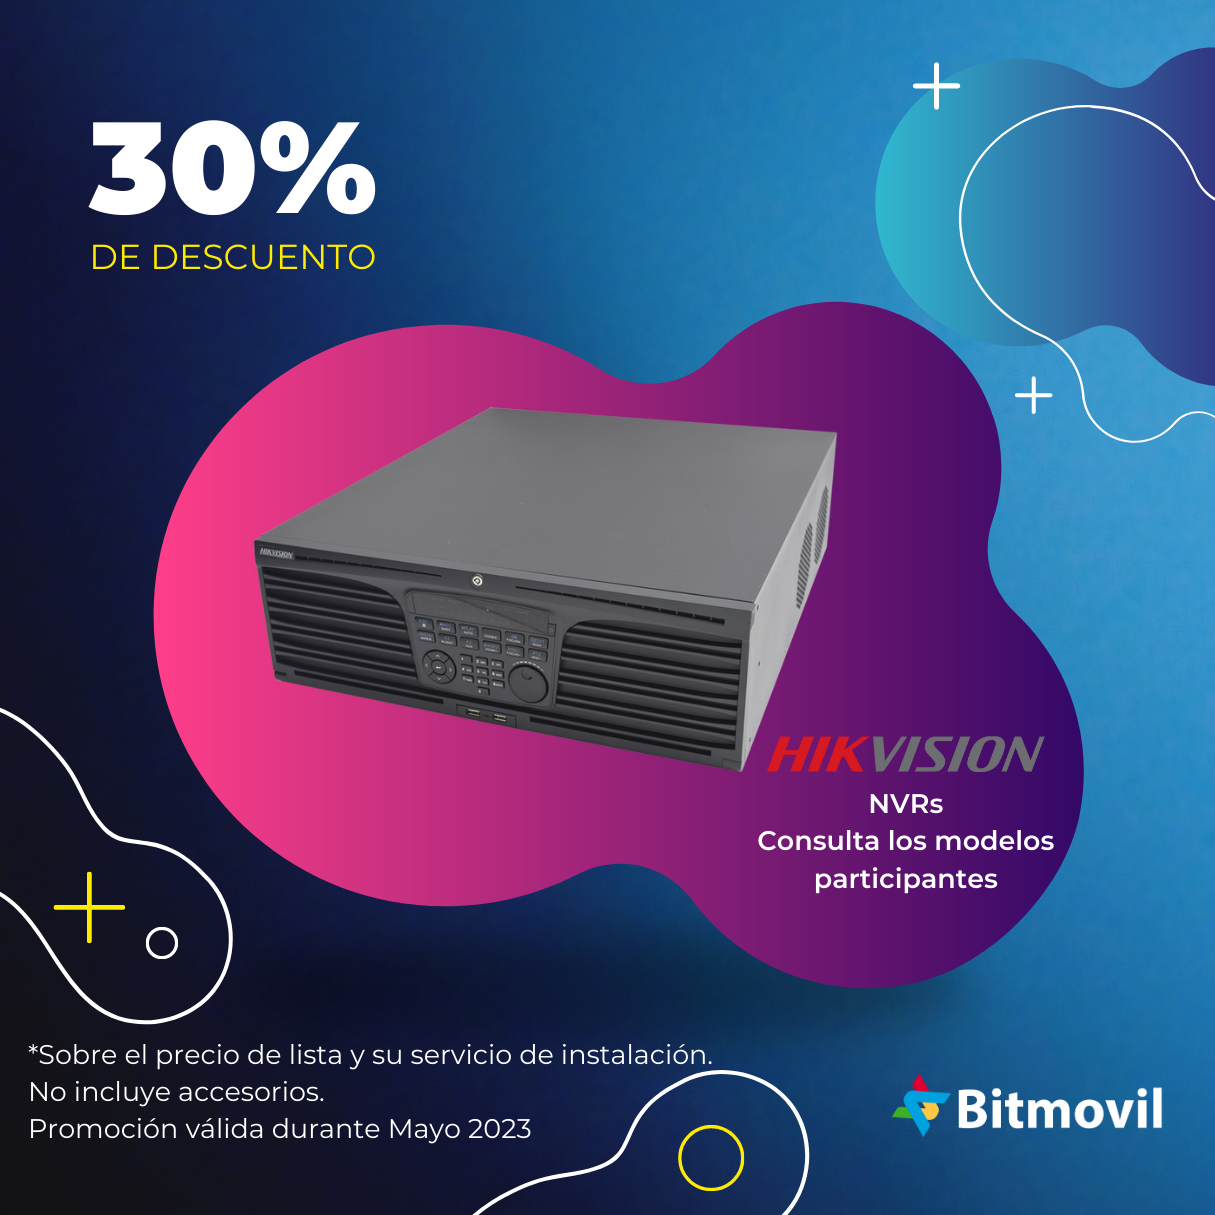 30%
DE DESCUENTO
HIKVISION
HIKVISION
NVRs
Consulta los modelos
participantes
*Sobre el precio de lista y su servicio de instalación.
No incluye accesorios.
Promoción válida durante Mayo 2023
Bitmovil